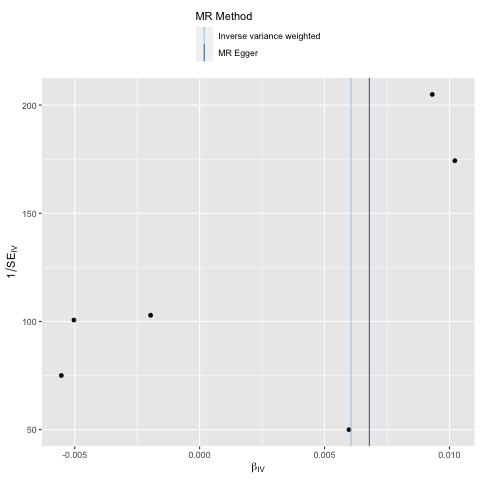 MR Method
Inverse variance weighted
MR Egger
200
150
100
50
1/SE_IV
-0.005
0.000
0.005
0.010
β_IV